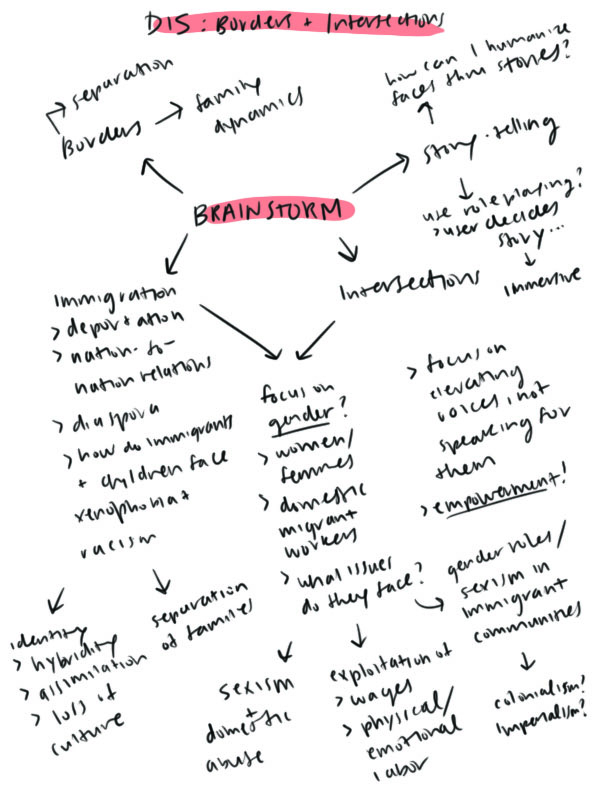 DIS: Borders + Intersections
how can I humanize
faces thru stories?
separation
Borders
family
dynamics
story-telling
use roleplaying?
>user decides
story...
immersive
BRAINSTORM
immigration
> deportation
> nation-to-
nation relations
> diaspora
> how do immigrants
+ children face
xenophobia +
racism
identity
> hybridity
> assimilation
> loss of
culture
separation
of families
Intersections
focus on
gender?
> women/
femmes
> domestic
migrant
workers
> what issues
do they face?
> focus on
elevating
voices, not
speaking for
them
> empowerment!
gender roles/
sexism in
immigrant
communities
colonialism?
imperialism?
sexism
+
domestic
abuse
exploitation of
> wages
> physical/
emotional
labor